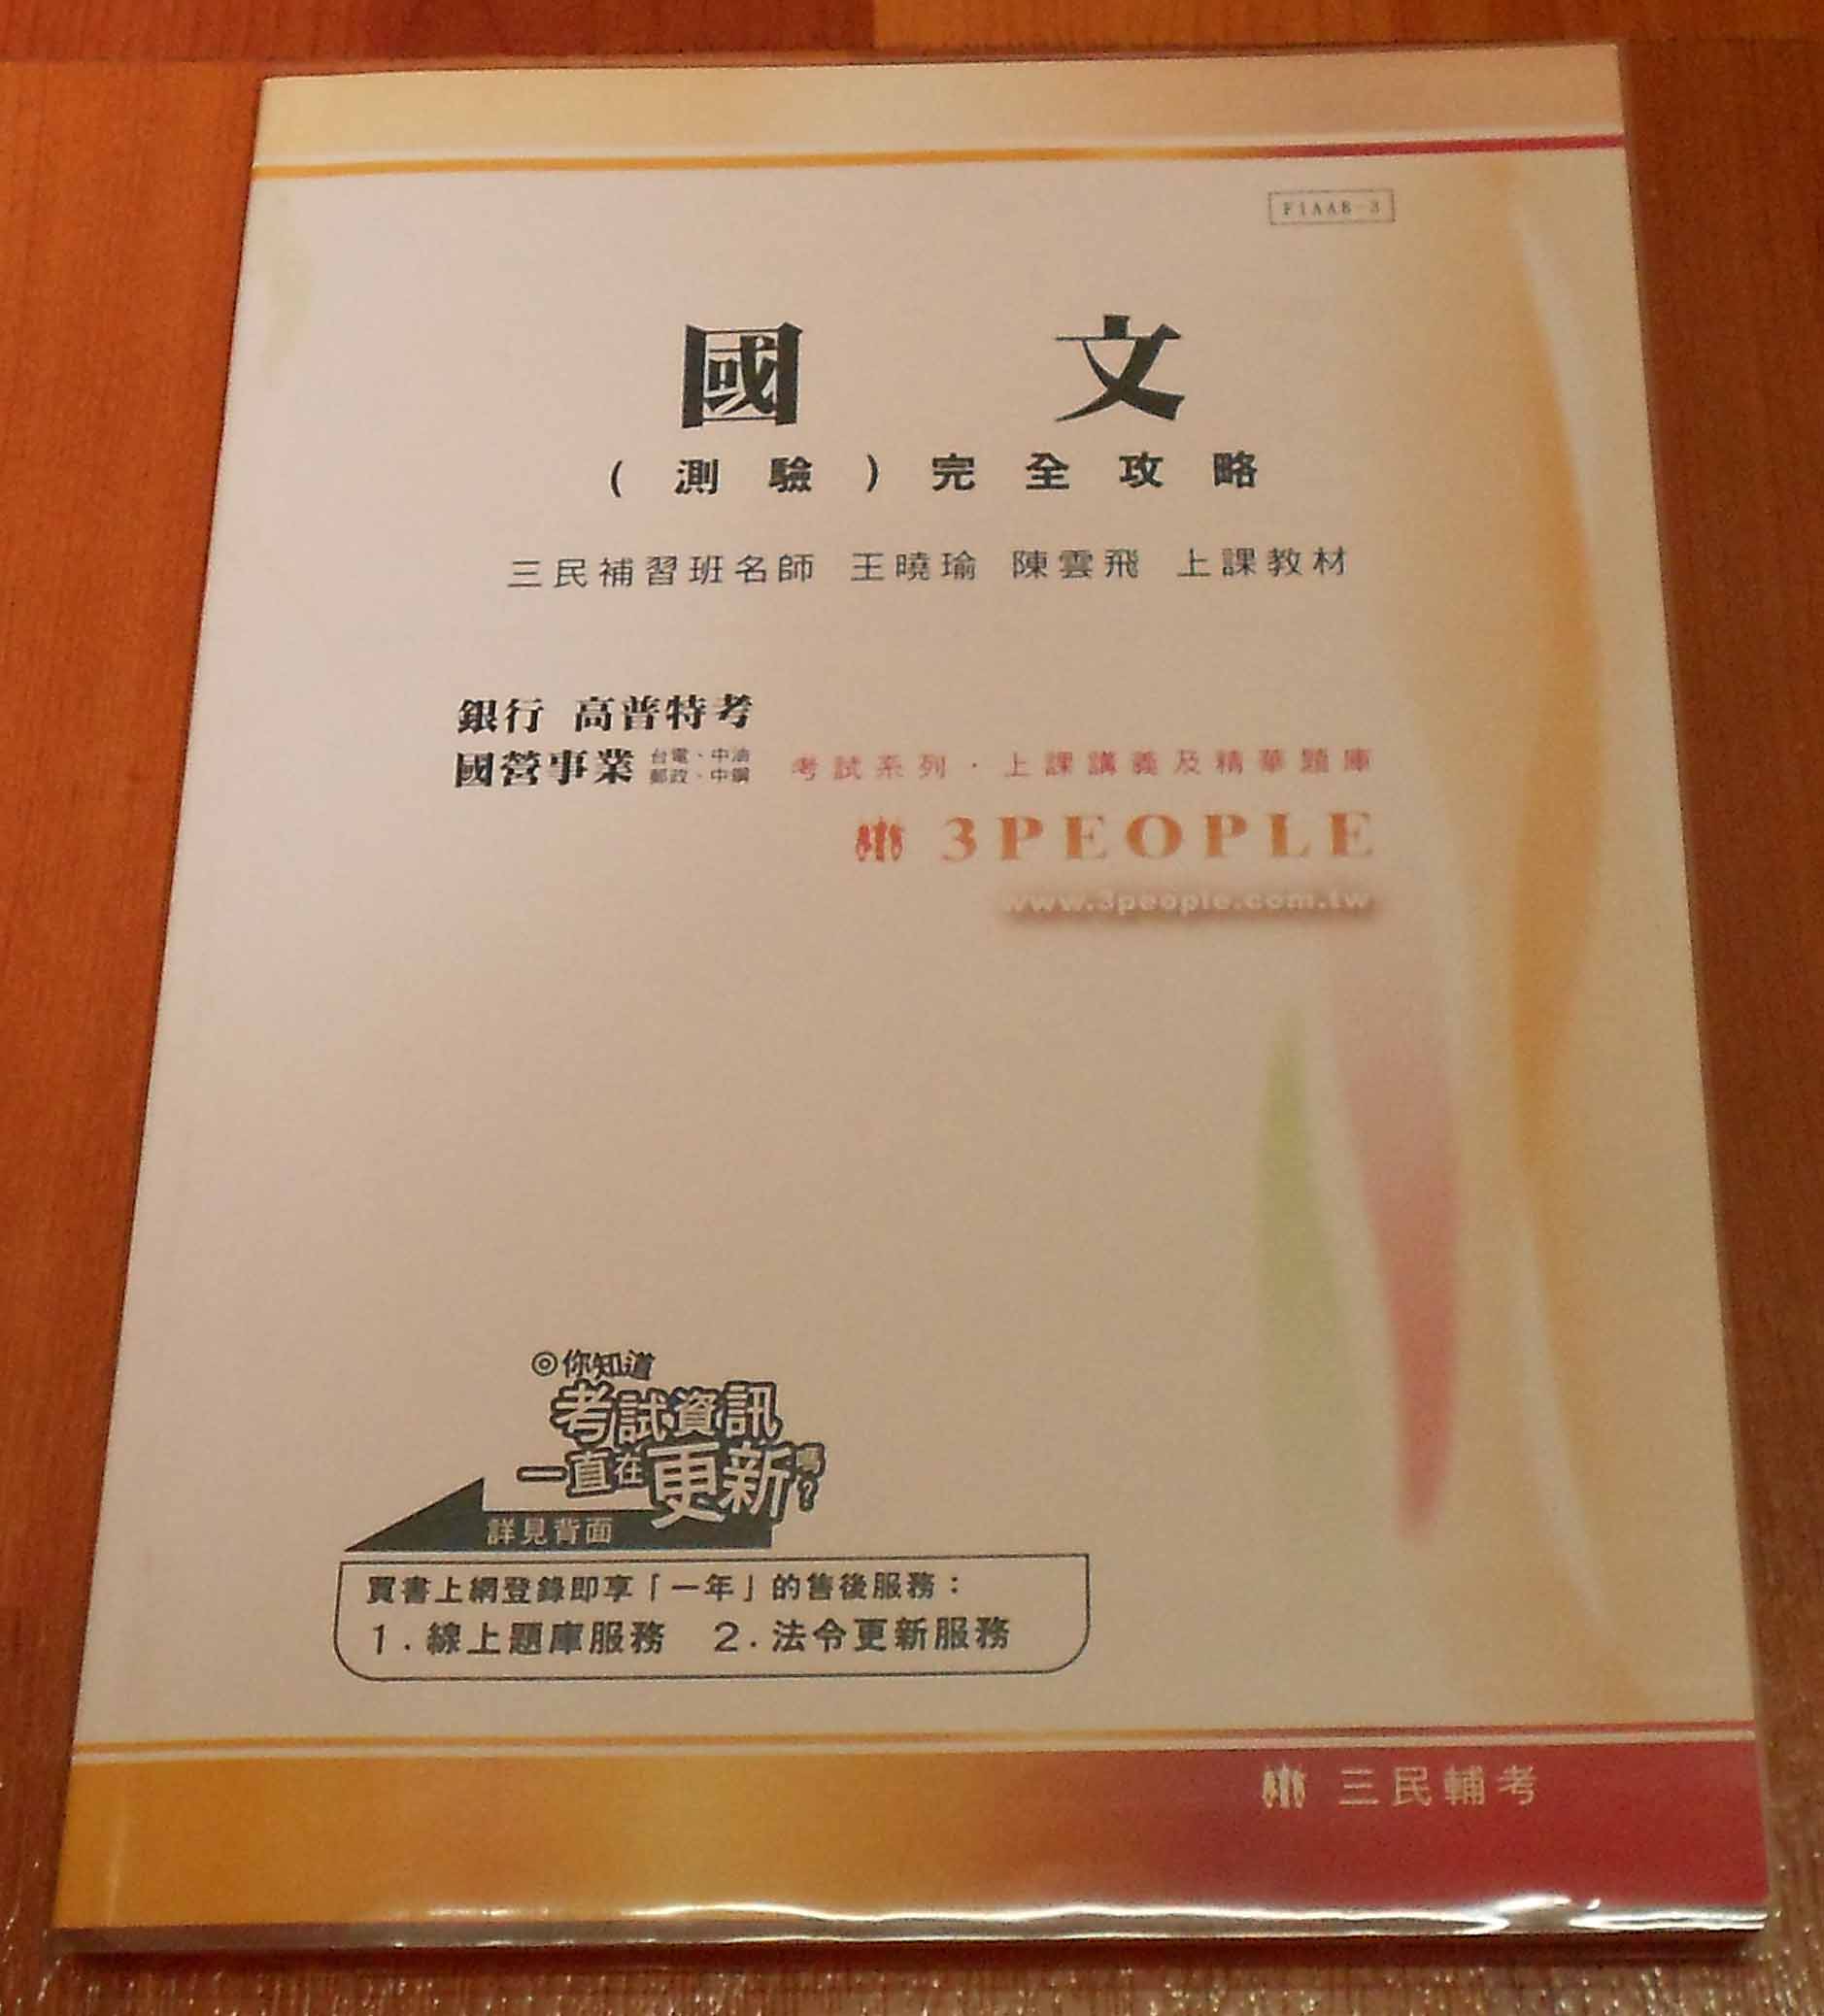 F1AAB-3
國文
(測驗)完全攻略
三民補習班名師 王曉瑜 陳雲飛 上課教材
銀行 高普特考
國營事業 台電、中油 郵政、中鋼 考試系列．上課講義及精華題庫
3PEOPLE
www.3people.com.tw
◎你知道
考試資訊
一直在更新嗎?
詳見背面
買書上網登錄即享「一年」的售後服務：
1.線上題庫服務 2.法令更新服務
三民輔考